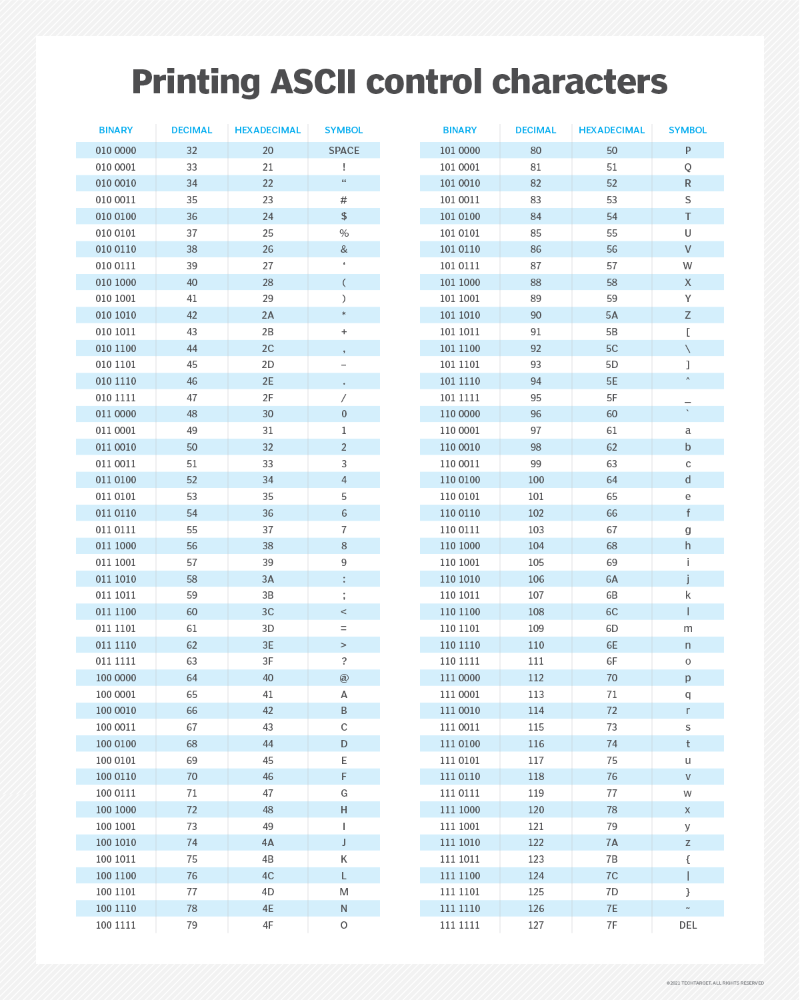 Printing ASCII control characters
BINARY DECIMAL HEXADECIMAL SYMBOL
010 0000 32 20 SPACE
010 0001 33 21 !
010 0010 34 22 “
010 0011 35 23 #
010 0100 36 24 $
010 0101 37 25 %
010 0110 38 26 &
010 0111 39 27 ‘
010 1000 40 28 (
010 1001 41 29 )
010 1010 42 2A *
010 1011 43 2B +
010 1100 44 2C ,
010 1101 45 2D –
010 1110 46 2E .
010 1111 47 2F /
011 0000 48 30 0
011 0001 49 31 1
011 0010 50 32 2
011 0011 51 33 3
011 0100 52 34 4
011 0101 53 35 5
011 0110 54 36 6
011 0111 55 37 7
011 1000 56 38 8
011 1001 57 39 9
011 1010 58 3A :
011 1011 59 3B ;
011 1100 60 3C <
011 1101 61 3D =
011 1110 62 3E >
011 1111 63 3F ?
100 0000 64 40 @
100 0001 65 41 A
100 0010 66 42 B
100 0011 67 43 C
100 0100 68 44 D
100 0101 69 45 E
100 0110 70 46 F
100 0111 71 47 G
100 1000 72 48 H
100 1001 73 49 I
100 1010 74 4A J
100 1011 75 4B K
100 1100 76 4C L
100 1101 77 4D M
100 1110 78 4E N
100 1111 79 4F O
BINARY DECIMAL HEXADECIMAL SYMBOL
101 0000 80 50 P
101 0001 81 51 Q
101 0010 82 52 R
101 0011 83 53 S
101 0100 84 54 T
101 0101 85 55 U
101 0110 86 56 V
101 0111 87 57 W
101 1000 88 58 X
101 1001 89 59 Y
101 1010 90 5A Z
101 1011 91 5B [
101 1100 92 5C \
101 1101 93 5D ]
101 1110 94 5E ^
101 1111 95 5F _
110 0000 96 60 `
110 0001 97 61 a
110 0010 98 62 b
110 0011 99 63 c
110 0100 100 64 d
110 0101 101 65 e
110 0110 102 66 f
110 0111 103 67 g
110 1000 104 68 h
110 1001 105 69 i
110 1010 106 6A j
110 1011 107 6B k
110 1100 108 6C l
110 1101 109 6D m
110 1110 110 6E n
110 1111 111 6F o
111 0000 112 70 p
111 0001 113 71 q
111 0010 114 72 r
111 0011 115 73 s
111 0100 116 74 t
111 0101 117 75 u
111 0110 118 76 v
111 0111 119 77 w
111 1000 120 78 x
111 1001 121 79 y
111 1010 122 7A z
111 1011 123 7B {
111 1100 124 7C |
111 1101 125 7D }
111 1110 126 7E ~
111 1111 127 7F DEL
©2021 TECHTARGET. ALL RIGHTS RESERVED